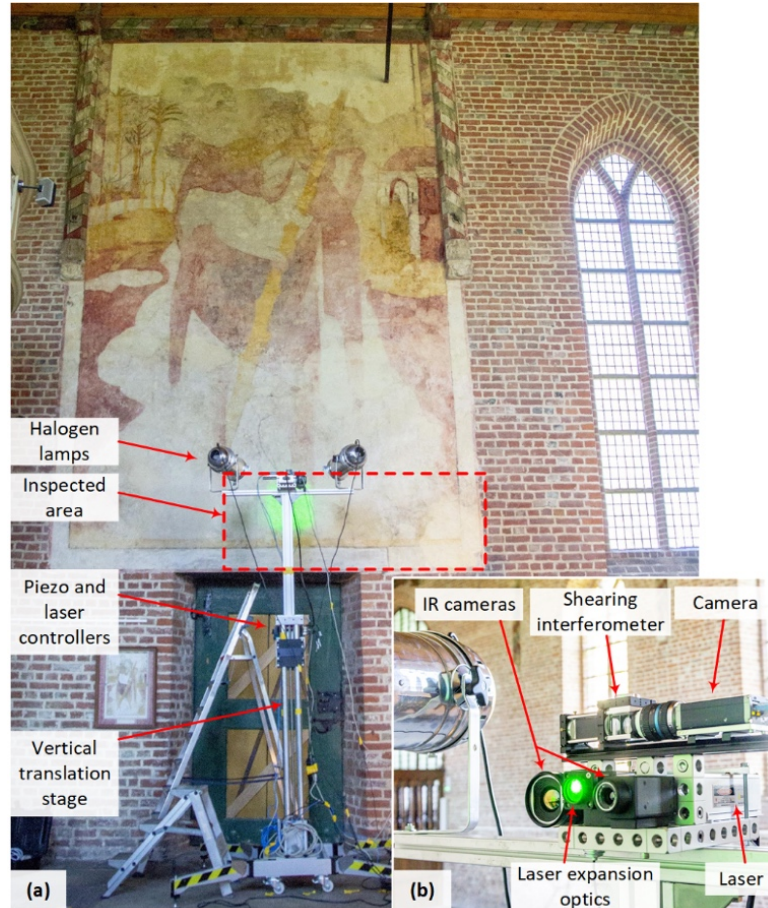 Halogen
lamps
Inspected
area
Piezo and
laser
controllers
Vertical
translation
stage
(a)
IR cameras
Shearing
interferometer
Camera
Laser expansion
optics
Laser
(b)